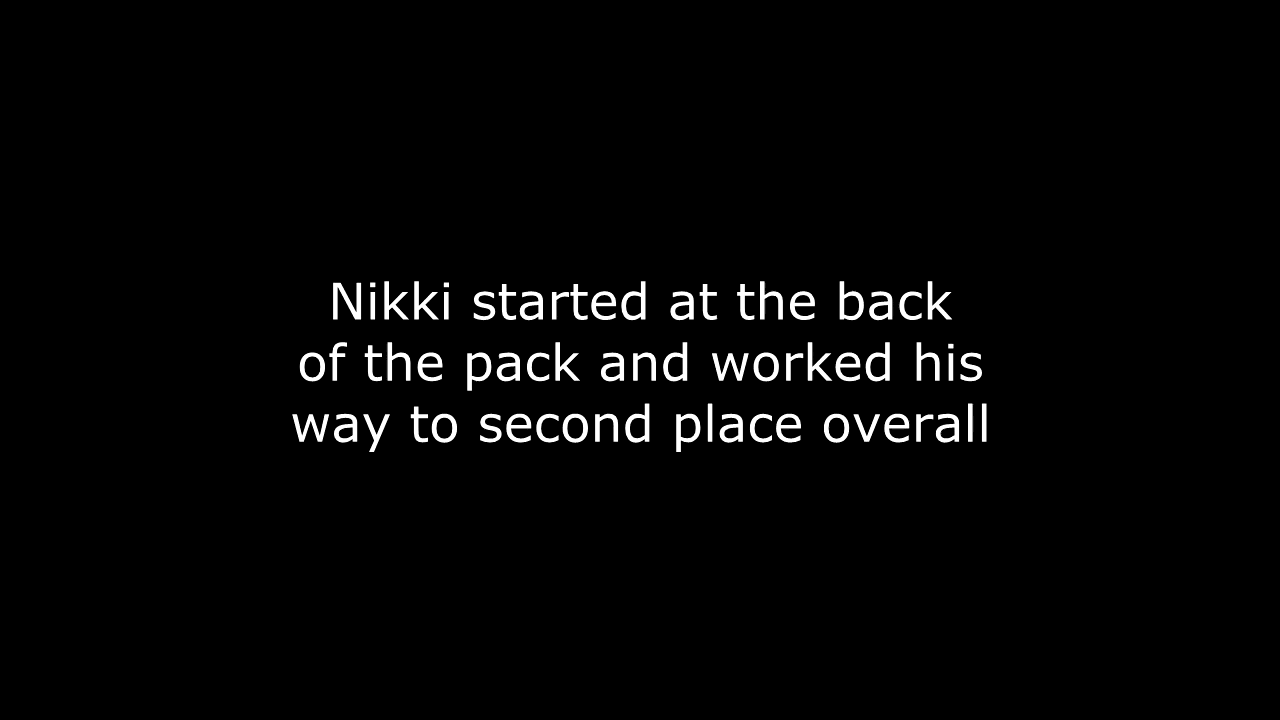 Nikki started at the back
of the pack and worked his
way to second place overall